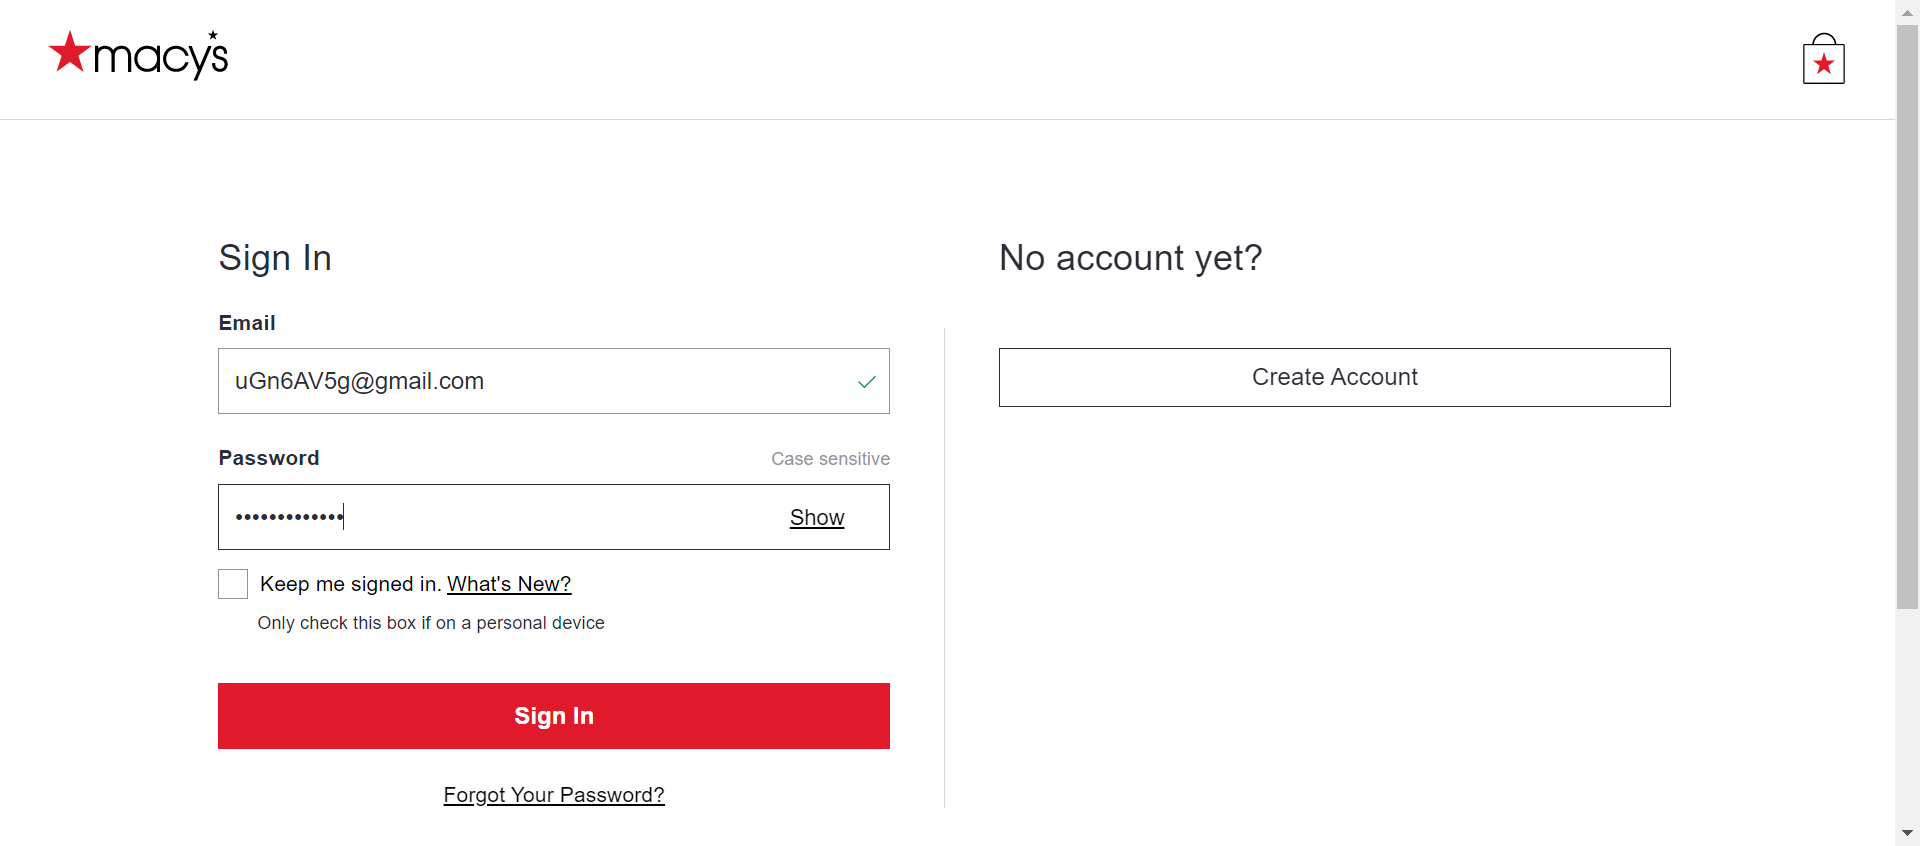 macy's
Sign In
Email
uGn6AV5g@gmail.com
Password
Case sensitive
•••••••••••••
Show
Keep me signed in. What's New?
Only check this box if on a personal device
Sign In
Forgot Your Password?
No account yet?
Create Account